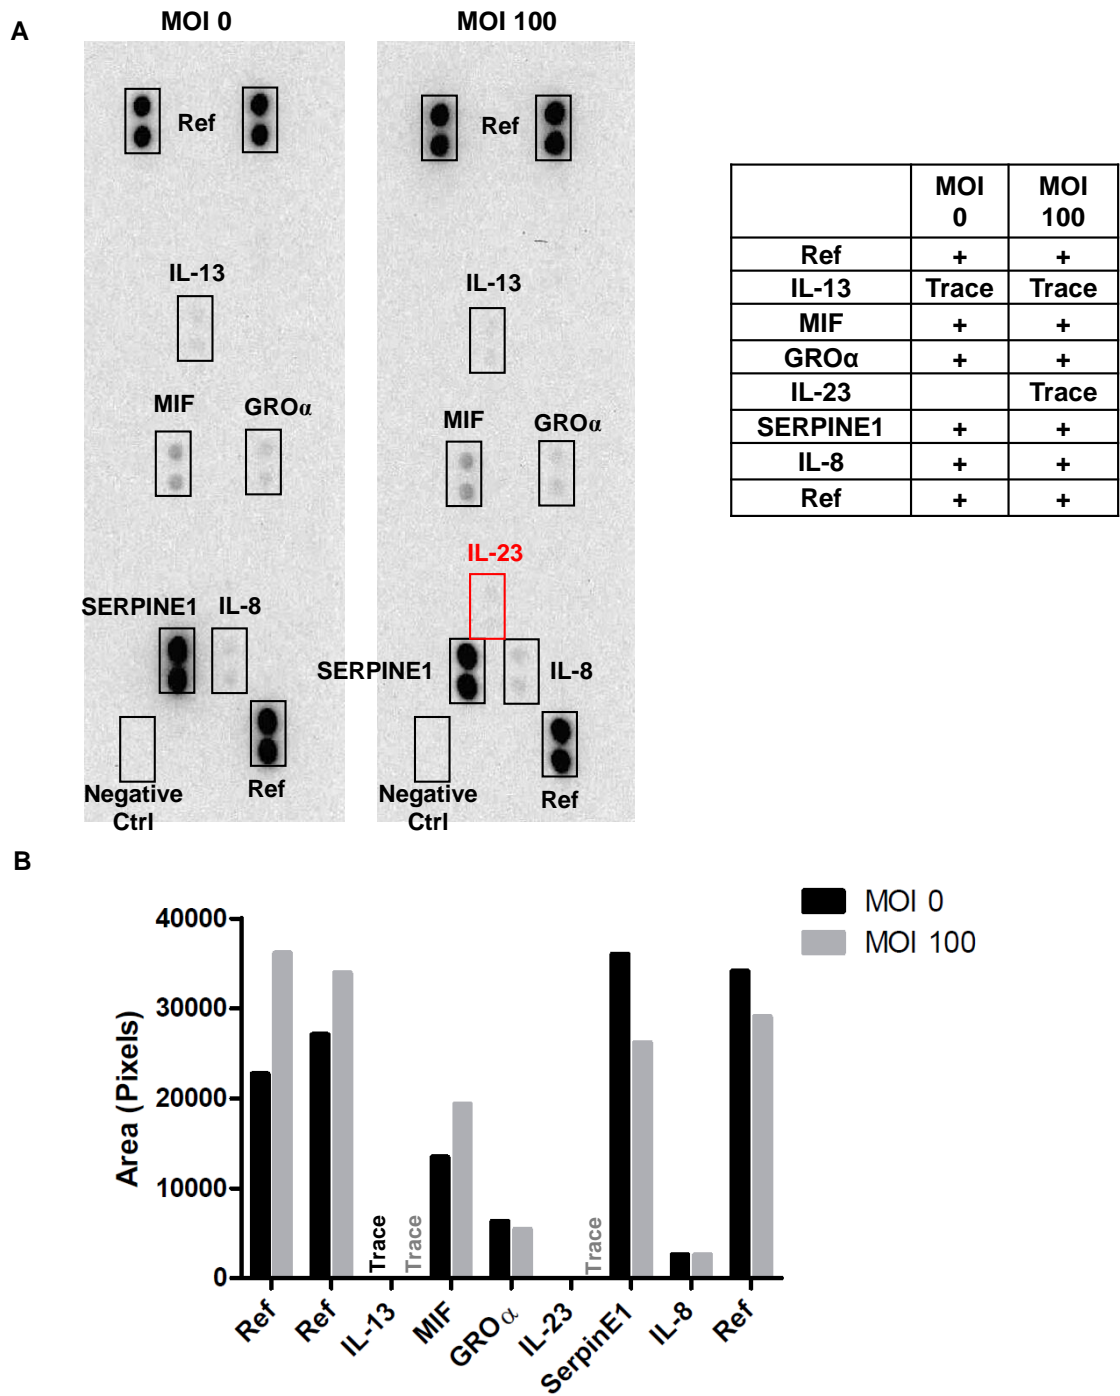 A
MOI 0
MOI 100
Ref
Ref
IL-13
IL-13
MIF
GROα
MIF
GROα
IL-23
SERPINE1
IL-8
SERPINE1
IL-8
Negative
Ctrl
Ref
Negative
Ctrl
Ref
MOI
0
MOI
100
Ref + +
IL-13 Trace Trace
MIF + +
GROα + +
IL-23 Trace
SERPINE1 + +
IL-8 + +
Ref + +
B
MOI 0
MOI 100
Area (Pixels)
40000
30000
20000
10000
0
Trace
Trace
Trace
Ref
Ref
IL-13
MIF
GROα
IL-23
SerpinE1
IL-8
Ref